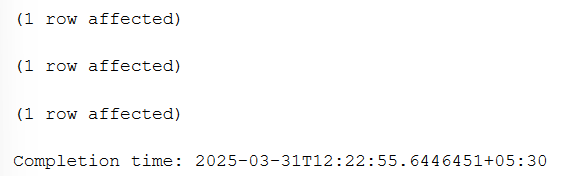 (1 row affected)
(1 row affected)
(1 row affected)
Completion time: 2025-03-31T12:22:55.6446451+05:30